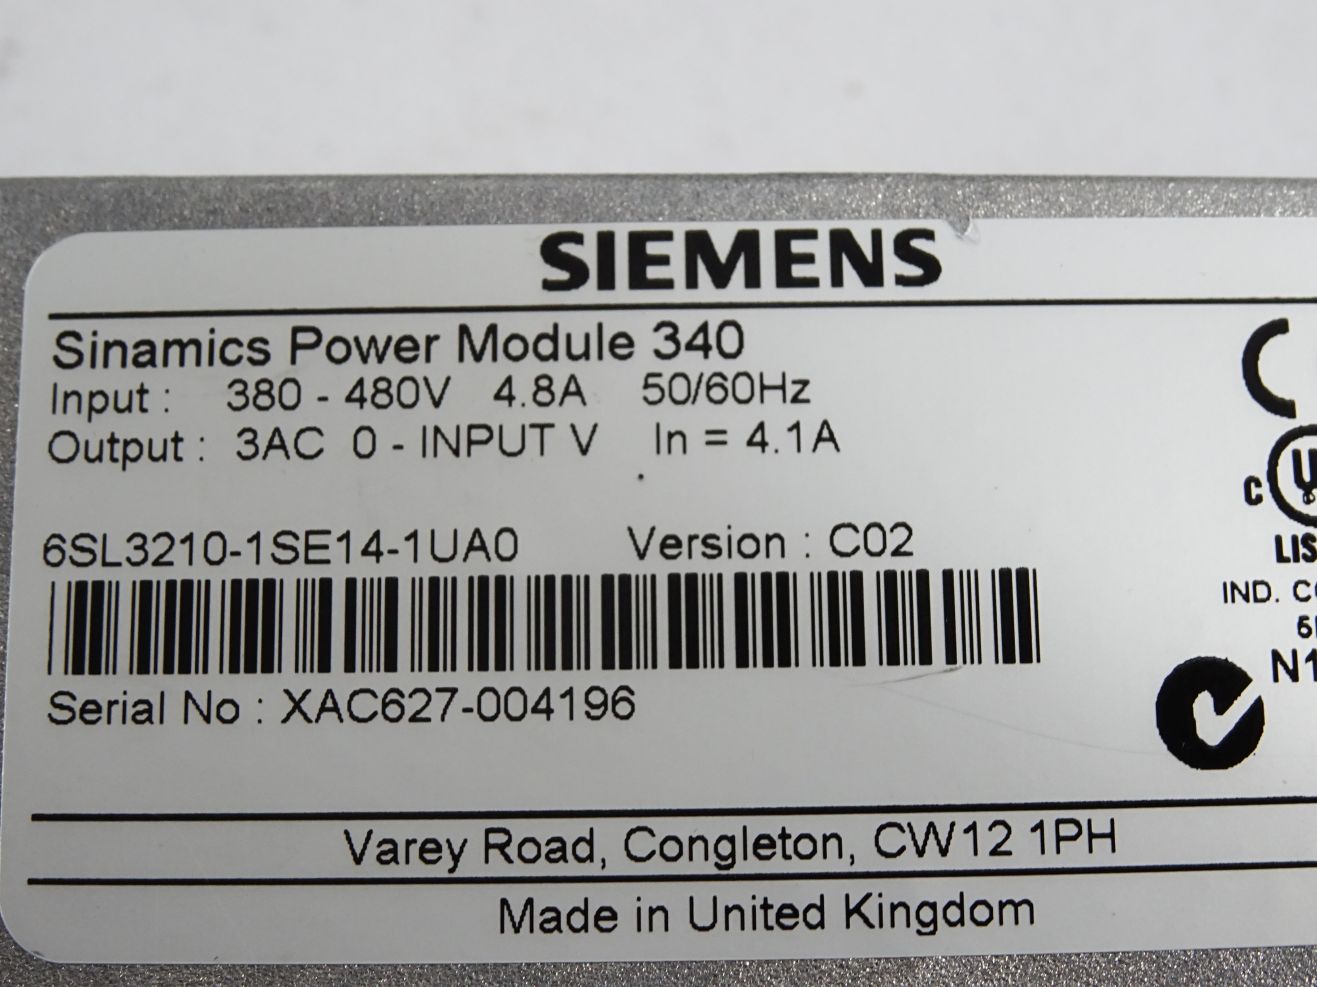 SIEMENS
Sinamics Power Module 340
Input : 380 - 480V 4.8A 50/60Hz
Output : 3AC 0 - INPUT V In = 4.1A
6SL3210-1SE14-1UA0 Version : C02
Serial No : XAC627-004196
C
LIS
IND.
N1
Varey Road, Congleton, CW12 1PH
Made in United Kingdom